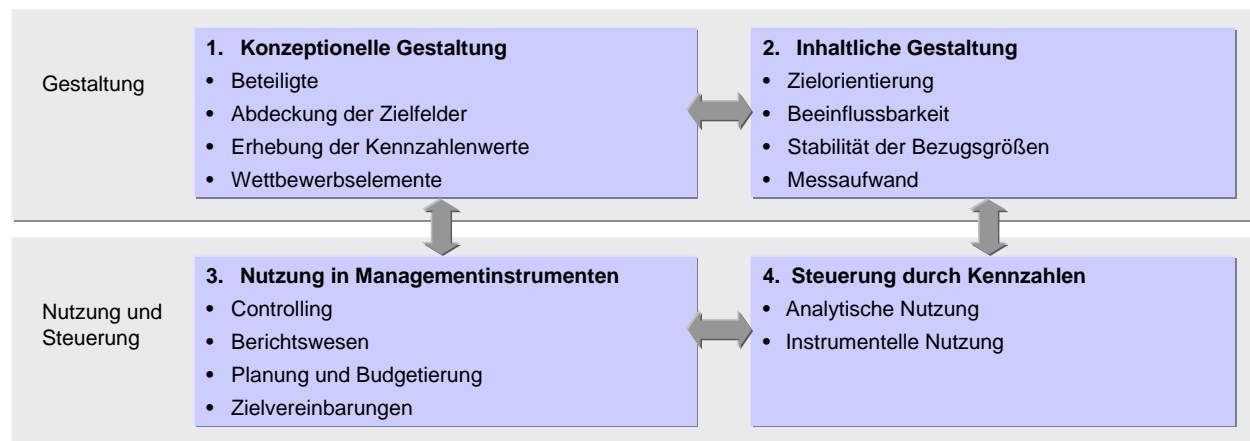 Gestaltung
1. Konzeptionelle Gestaltung
• Beteiligte
• Abdeckung der Zielfelder
• Erhebung der Kennzahlenwerte
• Wettbewerbselemente
2. Inhaltliche Gestaltung
• Zielorientierung
• Beeinflussbarkeit
• Stabilität der Bezugsgrößen
• Messaufwand
Nutzung und
Steuerung
3. Nutzung in Managementinstrumenten
• Controlling
• Berichtswesen
• Planung und Budgetierung
• Zielvereinbarungen
4. Steuerung durch Kennzahlen
• Analytische Nutzung
• Instrumentelle Nutzung